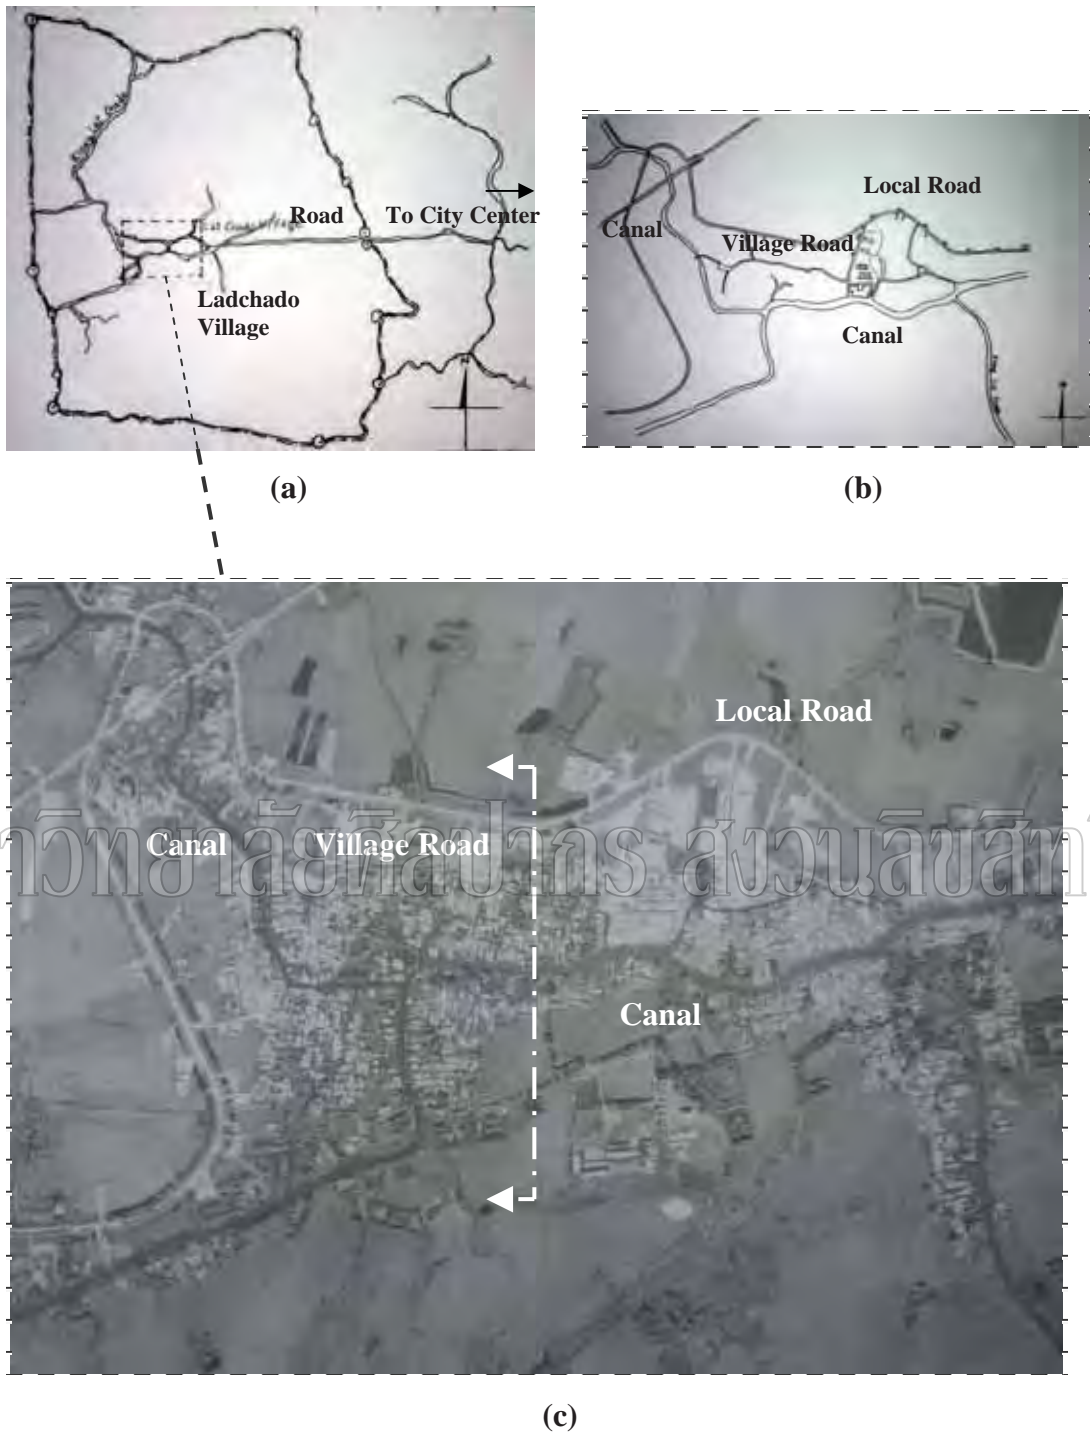 Road
To City Center
Ladchado
Village
N
(a)
Local Road
Canal
Village Road
Canal
(b)
Local Road
Canal
Village Road
Canal
(c)